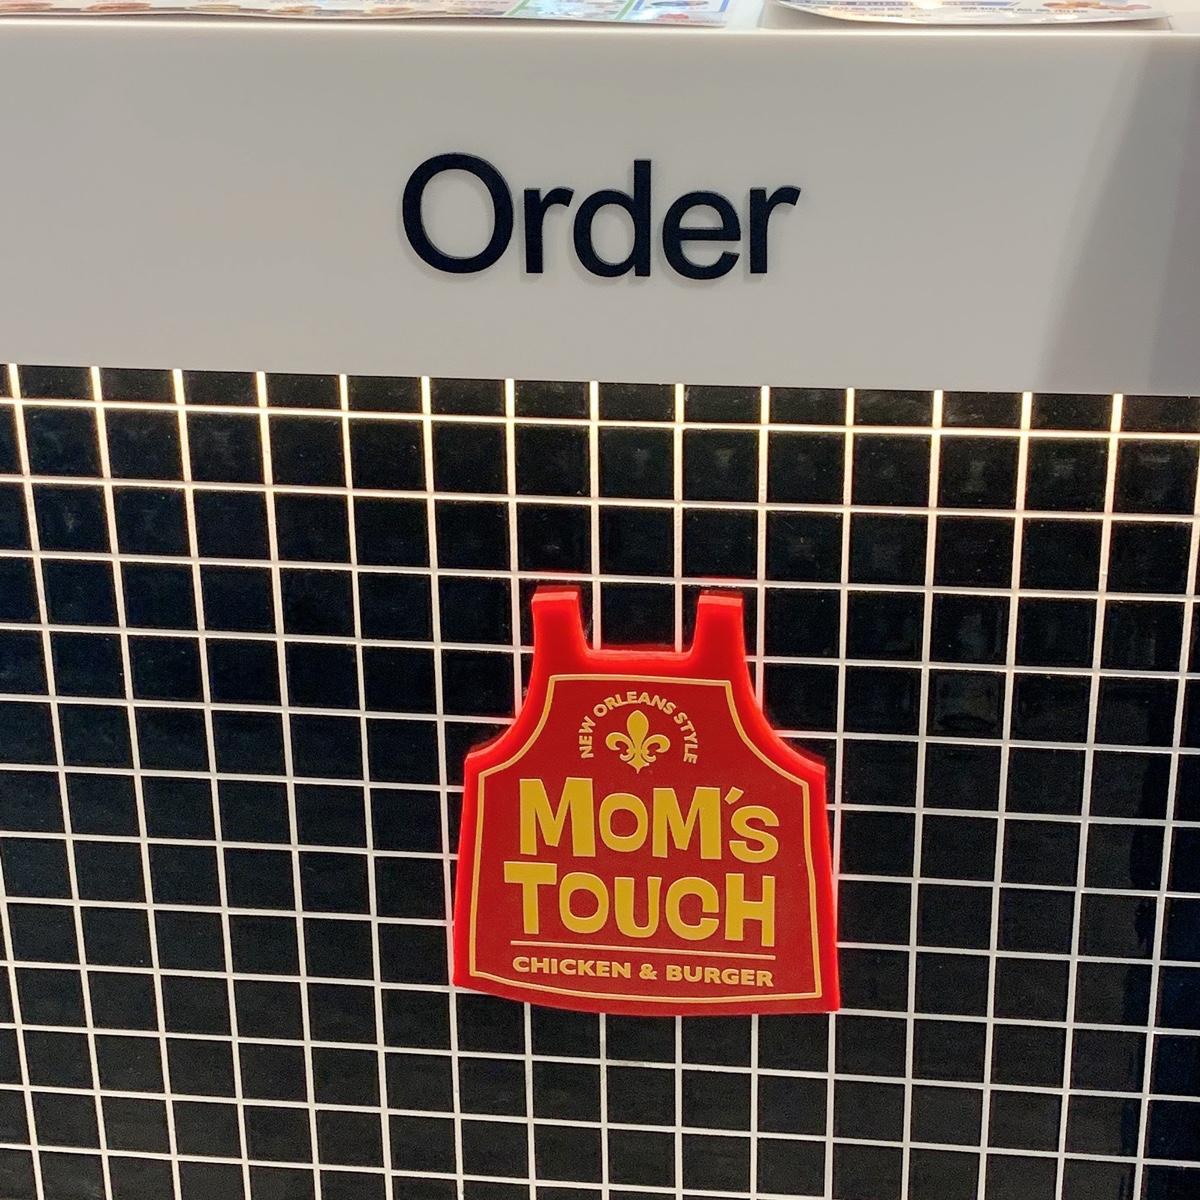 Order
NEW ORLEANS STYLE
MOM'S
TOUCH
CHICKEN & BURGER